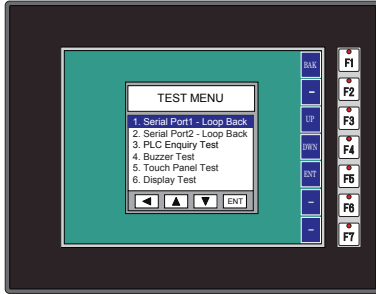 TEST MENU
1. Serial Port1 - Loop Back
2. Serial Port2 - Loop Back
3. PLC Enquiry Test
4. Buzzer Test
5. Touch Panel Test
6. Display Test
ENT
BAK
–
UP
DWN
ENT
–
–
F1
F2
F3
F4
F5
F6
F7